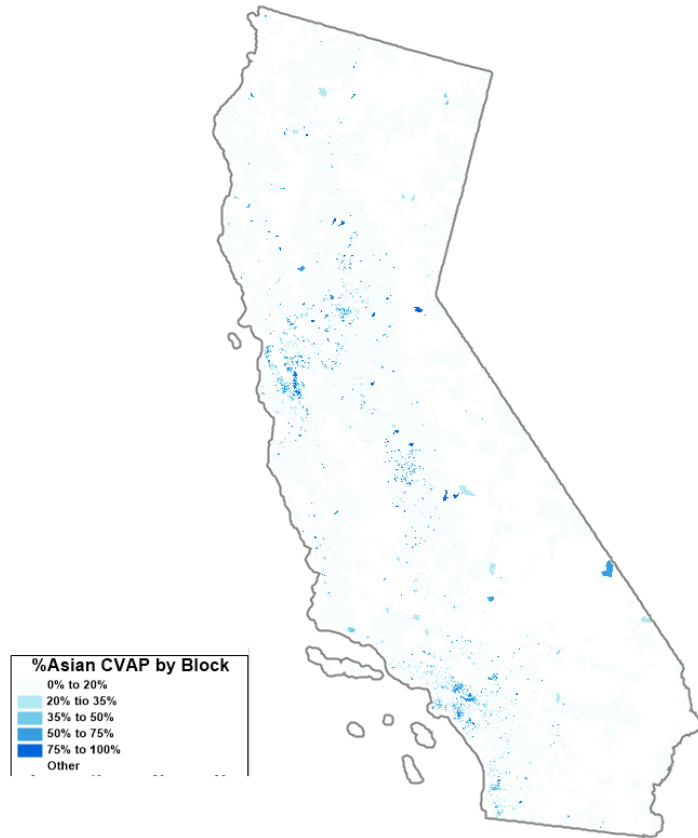 %Asian CVAP by Block
0% to 20%
20% tio 35%
35% to 50%
50% to 75%
75% to 100%
Other